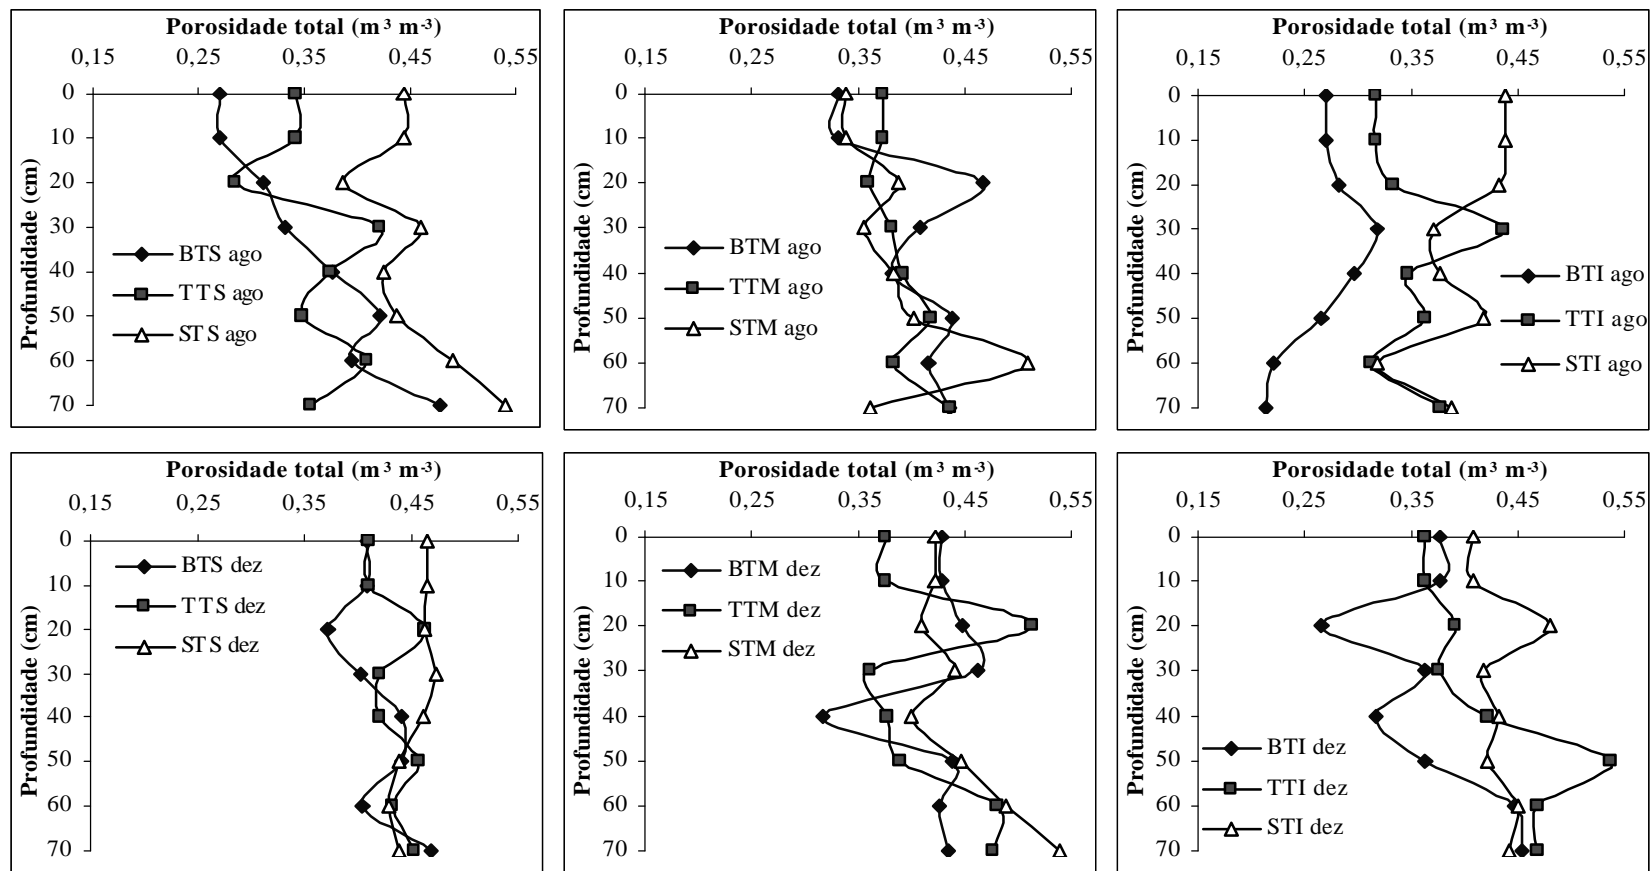 Porosidade total (m³ m-³)
0,15 0,25 0,35 0,45 0,55
0
10
20
30
40
50
60
70
Profundidade (cm)
BTS ago
TTS ago
STS ago
Porosidade total (m³ m-³)
0,15 0,25 0,35 0,45 0,55
0
10
20
30
40
50
60
70
Profundidade (cm)
BTM ago
TTM ago
STM ago
Porosidade total (m³ m-³)
0,15 0,25 0,35 0,45 0,55
0
10
20
30
40
50
60
70
Profundidade (cm)
BTI ago
TTI ago
STI ago
Porosidade total (m³ m-³)
0,15 0,25 0,35 0,45 0,55
0
10
20
30
40
50
60
70
Profundidade (cm)
BTS dez
TTS dez
STS dez
Porosidade total (m³ m-³)
0,15 0,25 0,35 0,45 0,55
0
10
20
30
40
50
60
70
Profundidade (cm)
BTM dez
TTM dez
STM dez
Porosidade total (m³ m-³)
0,15 0,25 0,35 0,45 0,55
0
10
20
30
40
50
60
70
Profundidade (cm)
BTI dez
TTI dez
STI dez